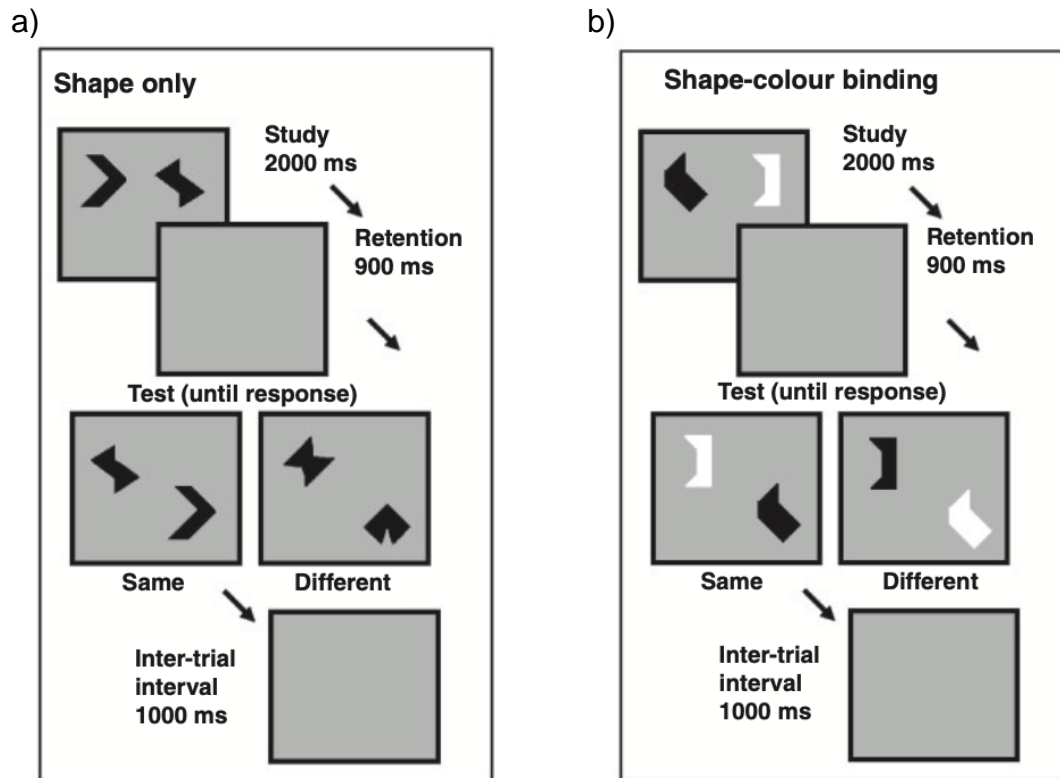 a)
Shape only
Study
2000 ms
Retention
900 ms
Test (until response)
Same Different
Inter-trial
interval
1000 ms
b)
Shape-colour binding
Study
2000 ms
Retention
900 ms
Test (until response)
Same Different
Inter-trial
interval
1000 ms